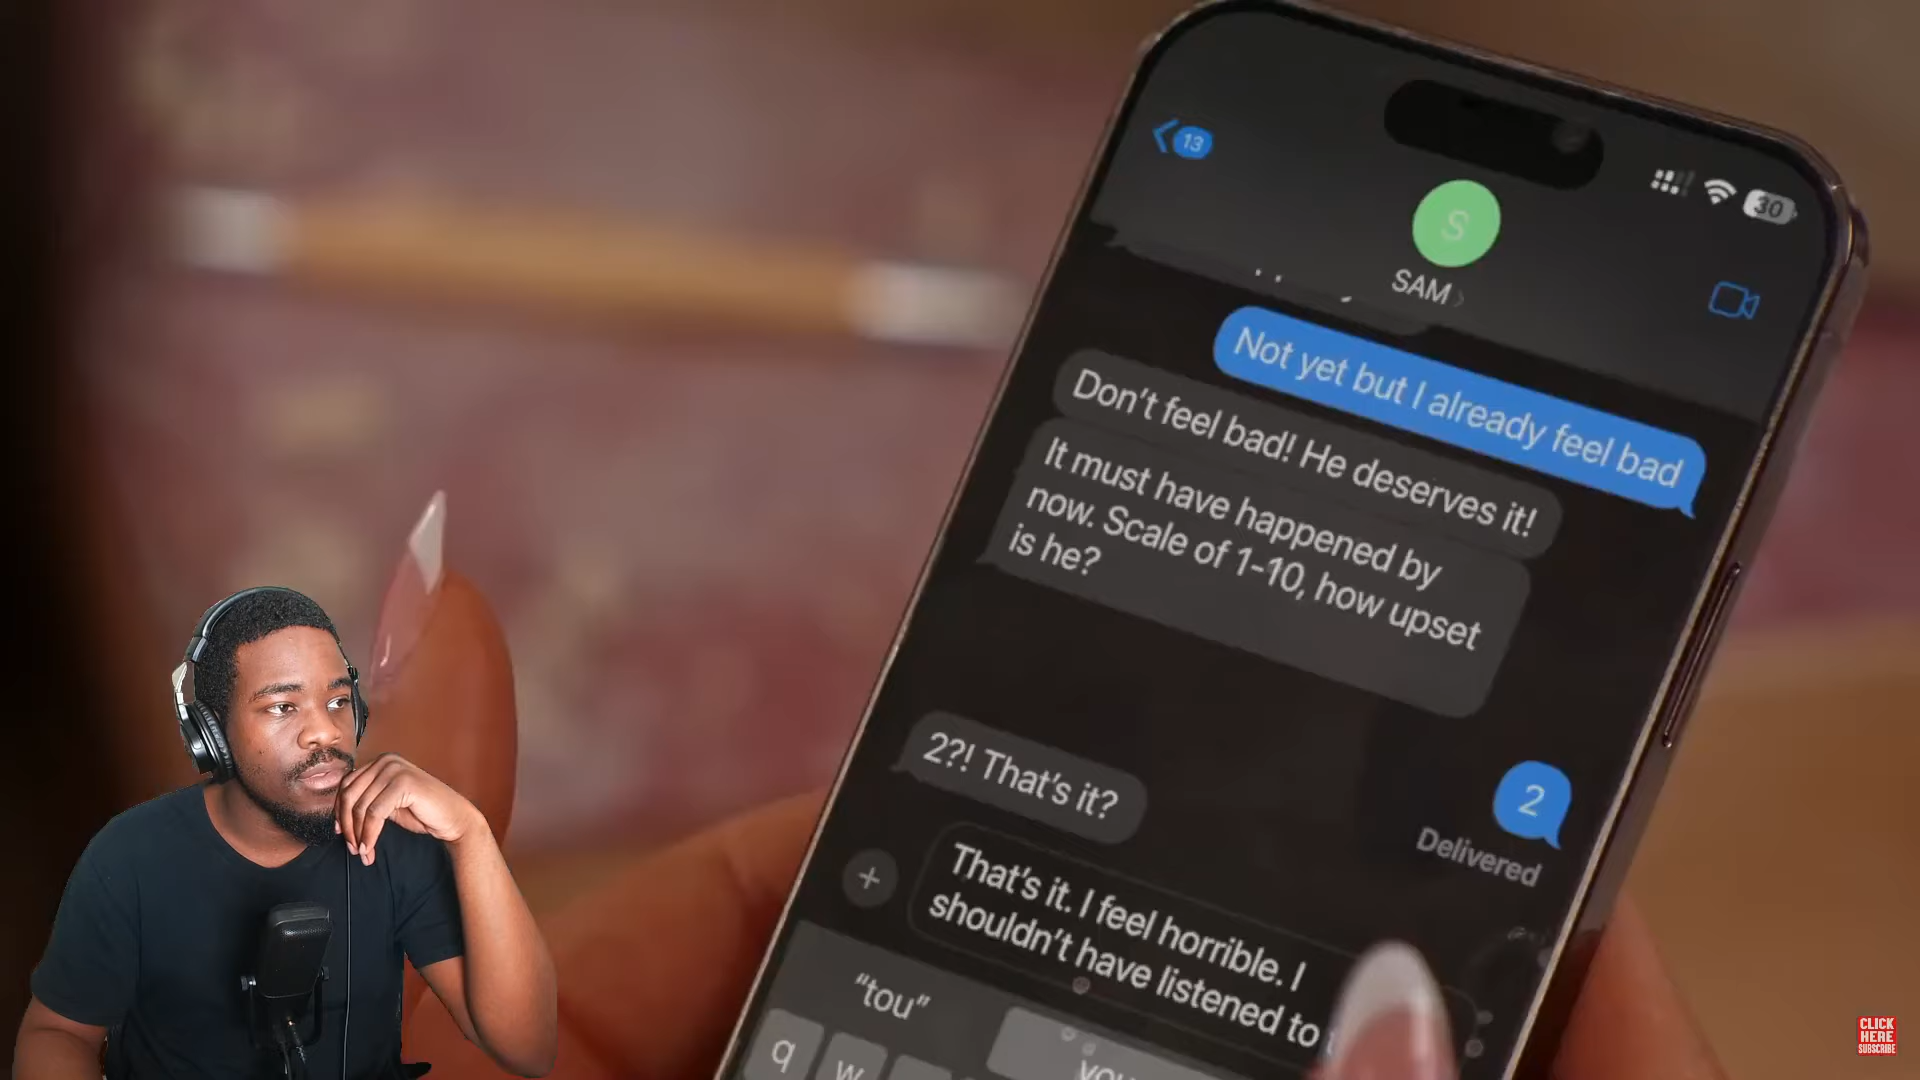 13
30
S
SAM
Not yet but I already feel bad
Don't feel bad! He deserves it!
It must have happened by
now. Scale of 1-10, how upset
is he?
2
Delivered
2?! That's it?
That's it. I feel horrible. I
shouldn't have listened to
"tou"
you
q w
CLICK
HERE
SUBSCRIBE